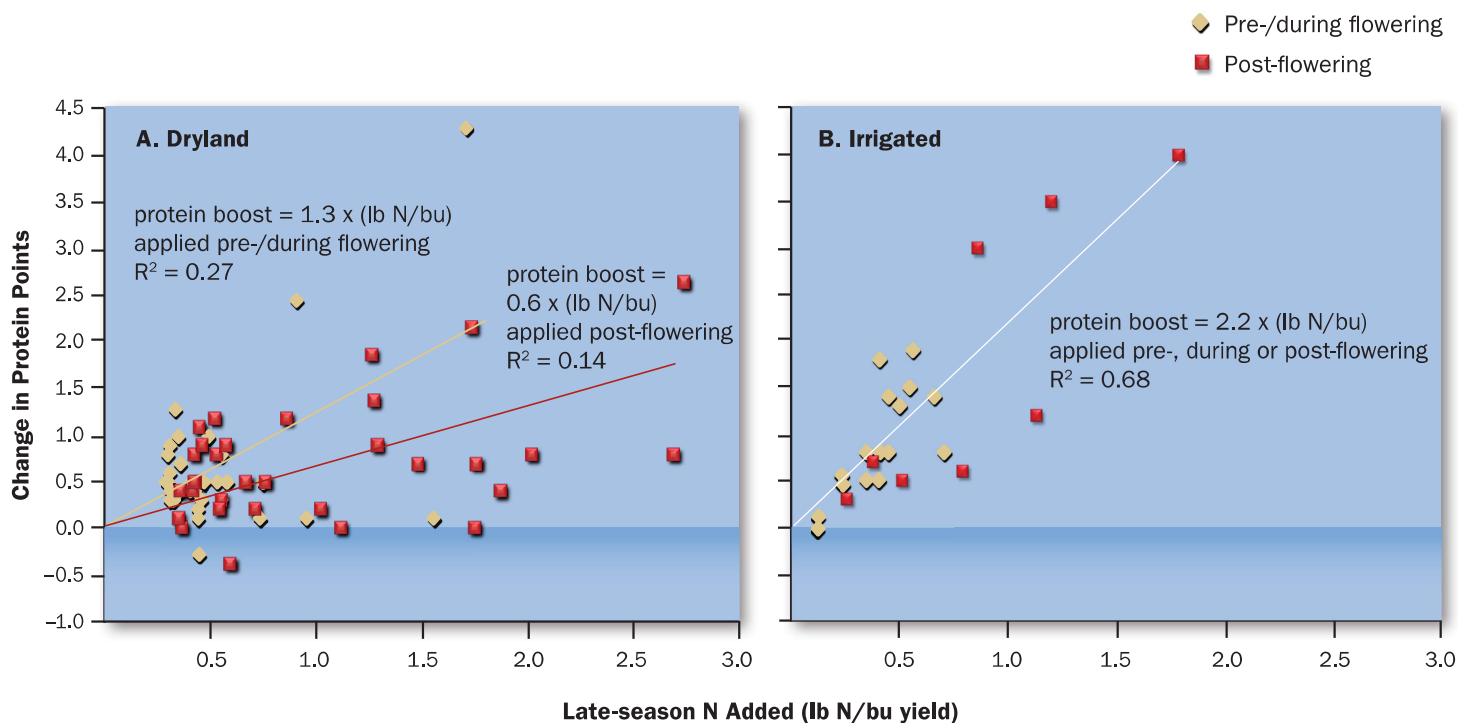 Pre-/during flowering
Post-flowering
A. Dryland
protein boost = 1.3 x (lb N/bu)
applied pre-/during flowering
R² = 0.27
protein boost =
0.6 x (lb N/bu)
applied post-flowering
R² = 0.14
B. Irrigated
protein boost = 2.2 x (lb N/bu)
applied pre-, during or post-flowering
R² = 0.68
Change in Protein Points
4.5
4.0
3.5
3.0
2.5
2.0
1.5
1.0
0.5
0.0
–0.5
–1.0
0.5 1.0 1.5 2.0 2.5 3.0
0.5 1.0 1.5 2.0 2.5 3.0
Late-season N Added (lb N/bu yield)